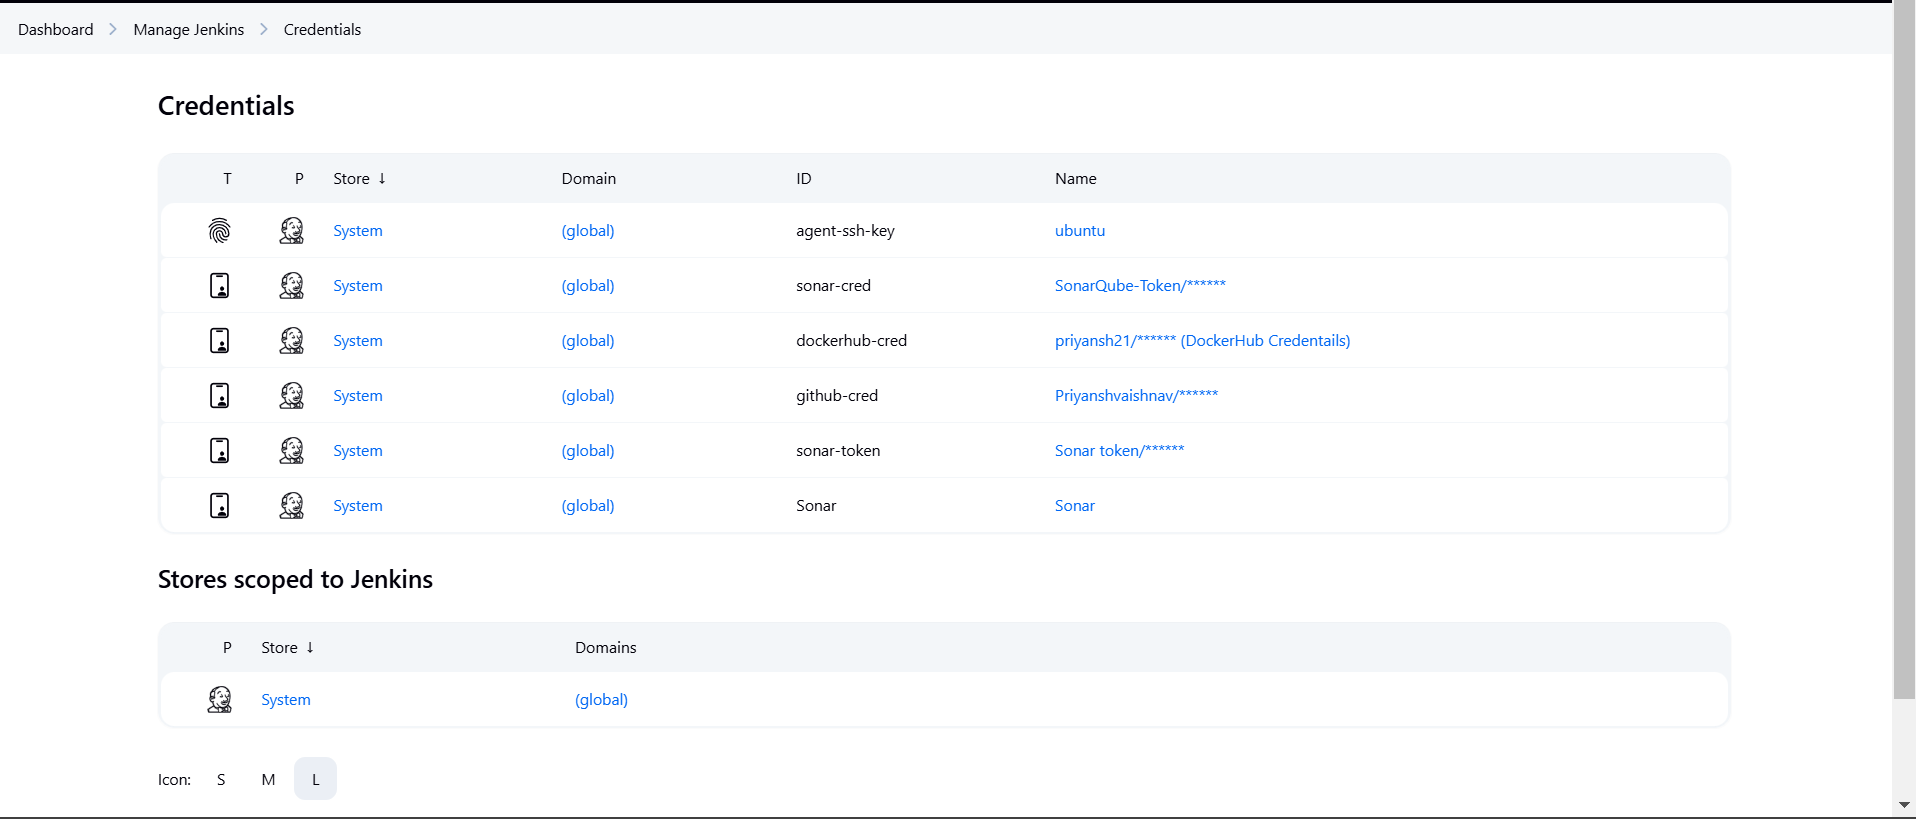 Dashboard Manage Jenkins Credentials
Credentials
T P Store ↓ Domain ID Name
System (global) agent-ssh-key ubuntu
System (global) sonar-cred SonarQube-Token/******
System (global) dockerhub-cred priyansh21/****** (DockerHub Credentails)
System (global) github-cred Priyanshvaishnav/******
System (global) sonar-token Sonar token/******
System (global) Sonar Sonar
Stores scoped to Jenkins
P Store ↓ Domains
System (global)
Icon: S M L